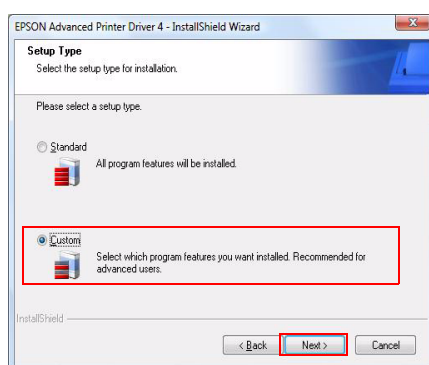 EPSON Advanced Printer Driver 4 - InstallShield Wizard
Setup Type
Select the setup type for installation.
Please select a setup type.
Standard
All program features will be installed.
Custom
Select which program features you want installed. Recommended for
advanced users.
InstallShield
< Back Next > Cancel